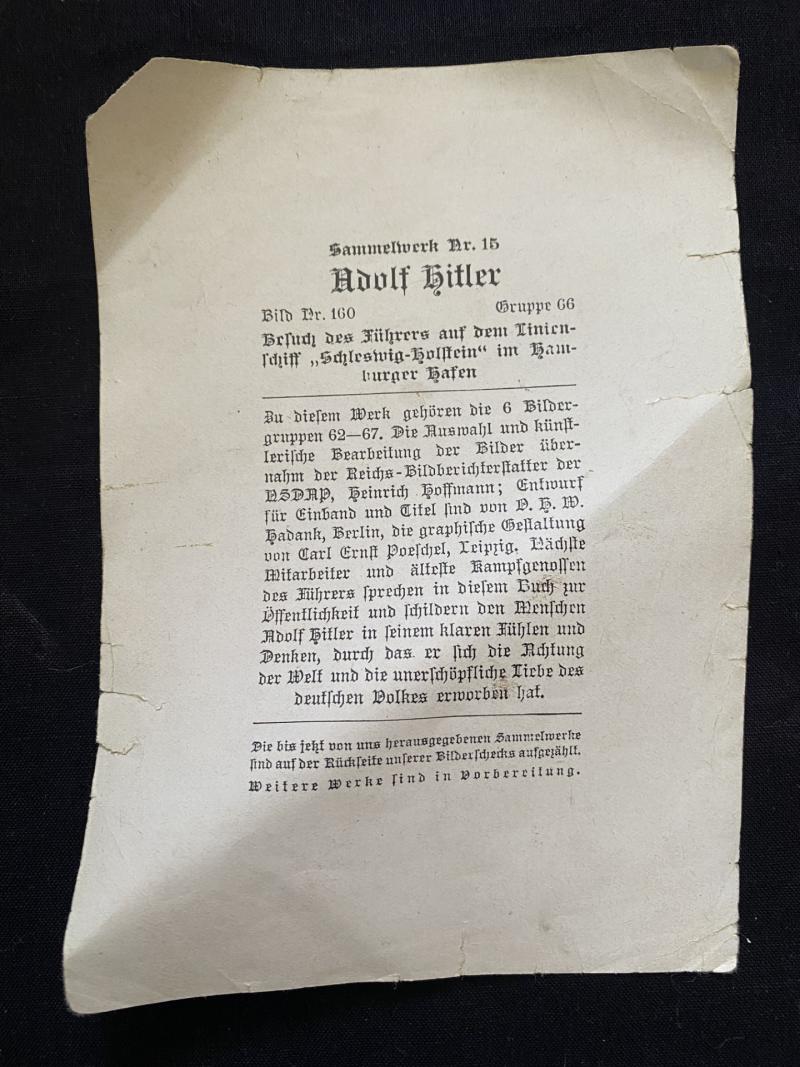 Sammelwerk Nr. 15
Adolf Hitler
Bild Nr. 160 Gruppe 66
Besuch des Führers auf dem Linien-
schiff „Schleswig-Holstein“ im Ham-
burger Hafen
Zu diesem Werk gehören die 6 Bilder-
gruppen 62—67. Die Auswahl und künst-
lerische Bearbeitung der Bilder über-
nahm der Reichs-Bildberichterstatter der
NSDAP, Heinrich Hoffmann; Entwurf
für Einband und Titel sind von O. H. W.
Hadank, Berlin, die graphische Gestaltung
von Carl Ernst Poeschel, Leipzig. Nächste
Mitarbeiter und älteste Kampfgenossen
des Führers sprechen in diesem Buch zur
Öffentlichkeit und schildern den Menschen
Adolf Hitler in seinem klaren Fühlen und
Denken, durch das er sich die Achtung
der Welt und die unerschöpfliche Liebe des
deutschen Volkes erworben hat.
Die bis jetzt von uns herausgegebenen Sammelwerke
sind auf der Rückseite unserer Bilderschecks aufgezählt.
Weitere Werke sind in Vorbereitung.